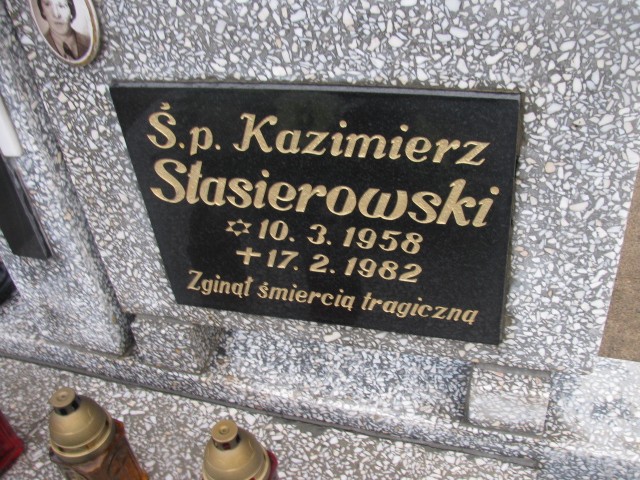 Ś.p. Kazimierz
Stasierowski
✡ 10. 3. 1958
+ 17. 2. 1982
Zginął śmiercią tragiczną